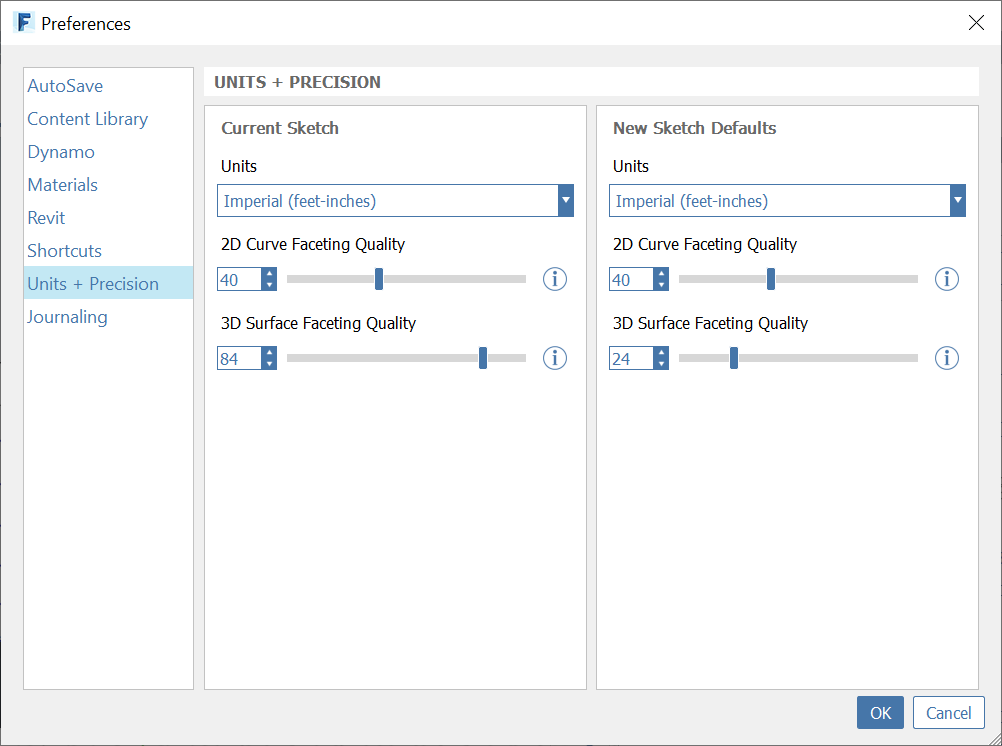 Preferences
AutoSave
Content Library
Dynamo
Materials
Revit
Shortcuts
Units + Precision
Journaling
UNITS + PRECISION
Current Sketch
Units
Imperial (feet-inches)
2D Curve Faceting Quality
40
3D Surface Faceting Quality
84
New Sketch Defaults
Units
Imperial (feet-inches)
2D Curve Faceting Quality
40
3D Surface Faceting Quality
24
OK
Cancel